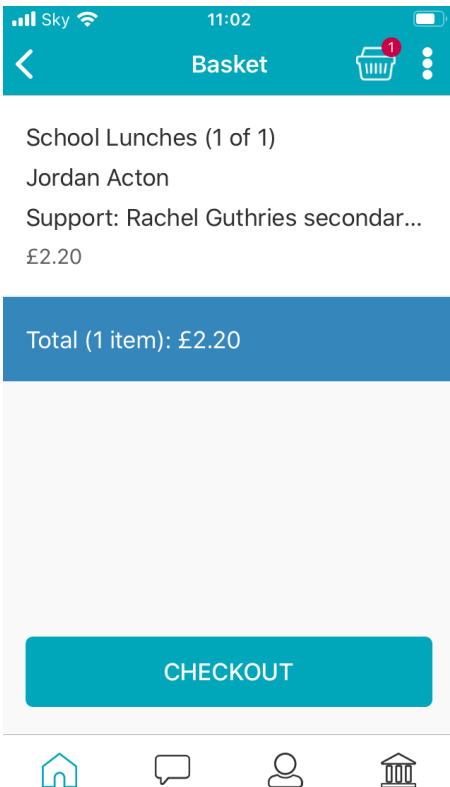 Sky 11:02
Basket
1
School Lunches (1 of 1)
Jordan Acton
Support: Rachel Guthries secondar...
£2.20
Total (1 item): £2.20
CHECKOUT